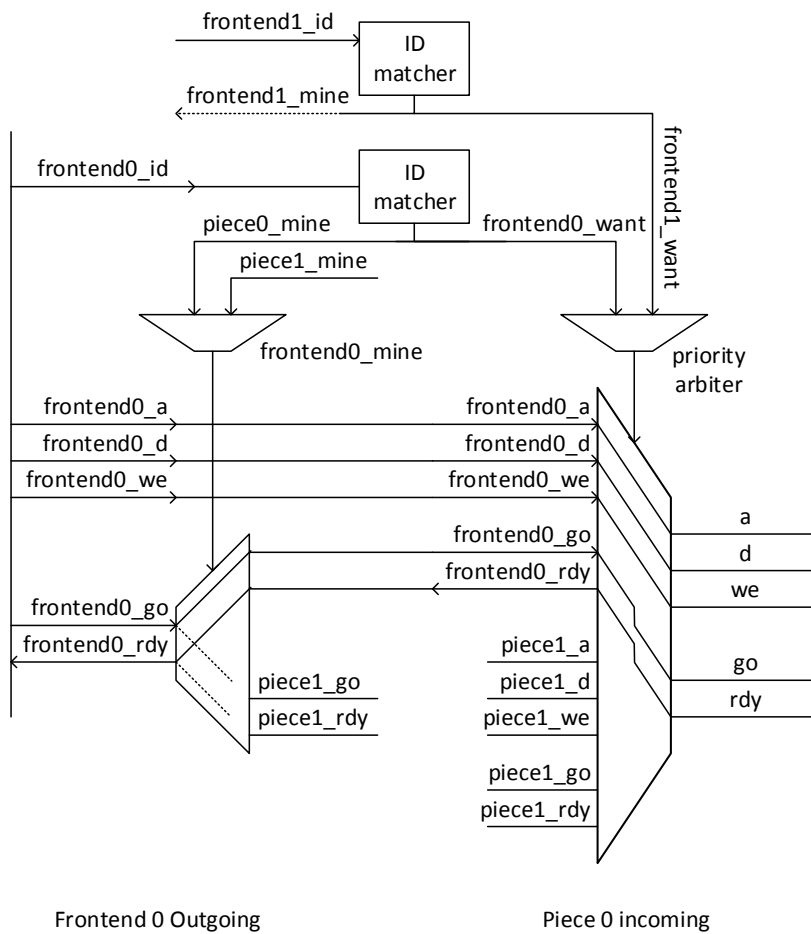 frontend1_id
ID
matcher
frontend1_mine
frontend1_want
frontend0_id
ID
matcher
piece0_mine
frontend0_want
piece1_mine
frontend0_mine
priority
arbiter
frontend0_a
frontend0_a
frontend0_d
frontend0_d
frontend0_we
frontend0_we
a
d
we
frontend0_go
frontend0_rdy
frontend0_go
frontend0_rdy
piece1_a
go
piece1_go
piece1_d
rdy
piece1_rdy
piece1_we
piece1_go
piece1_rdy
Frontend 0 Outgoing
Piece 0 incoming